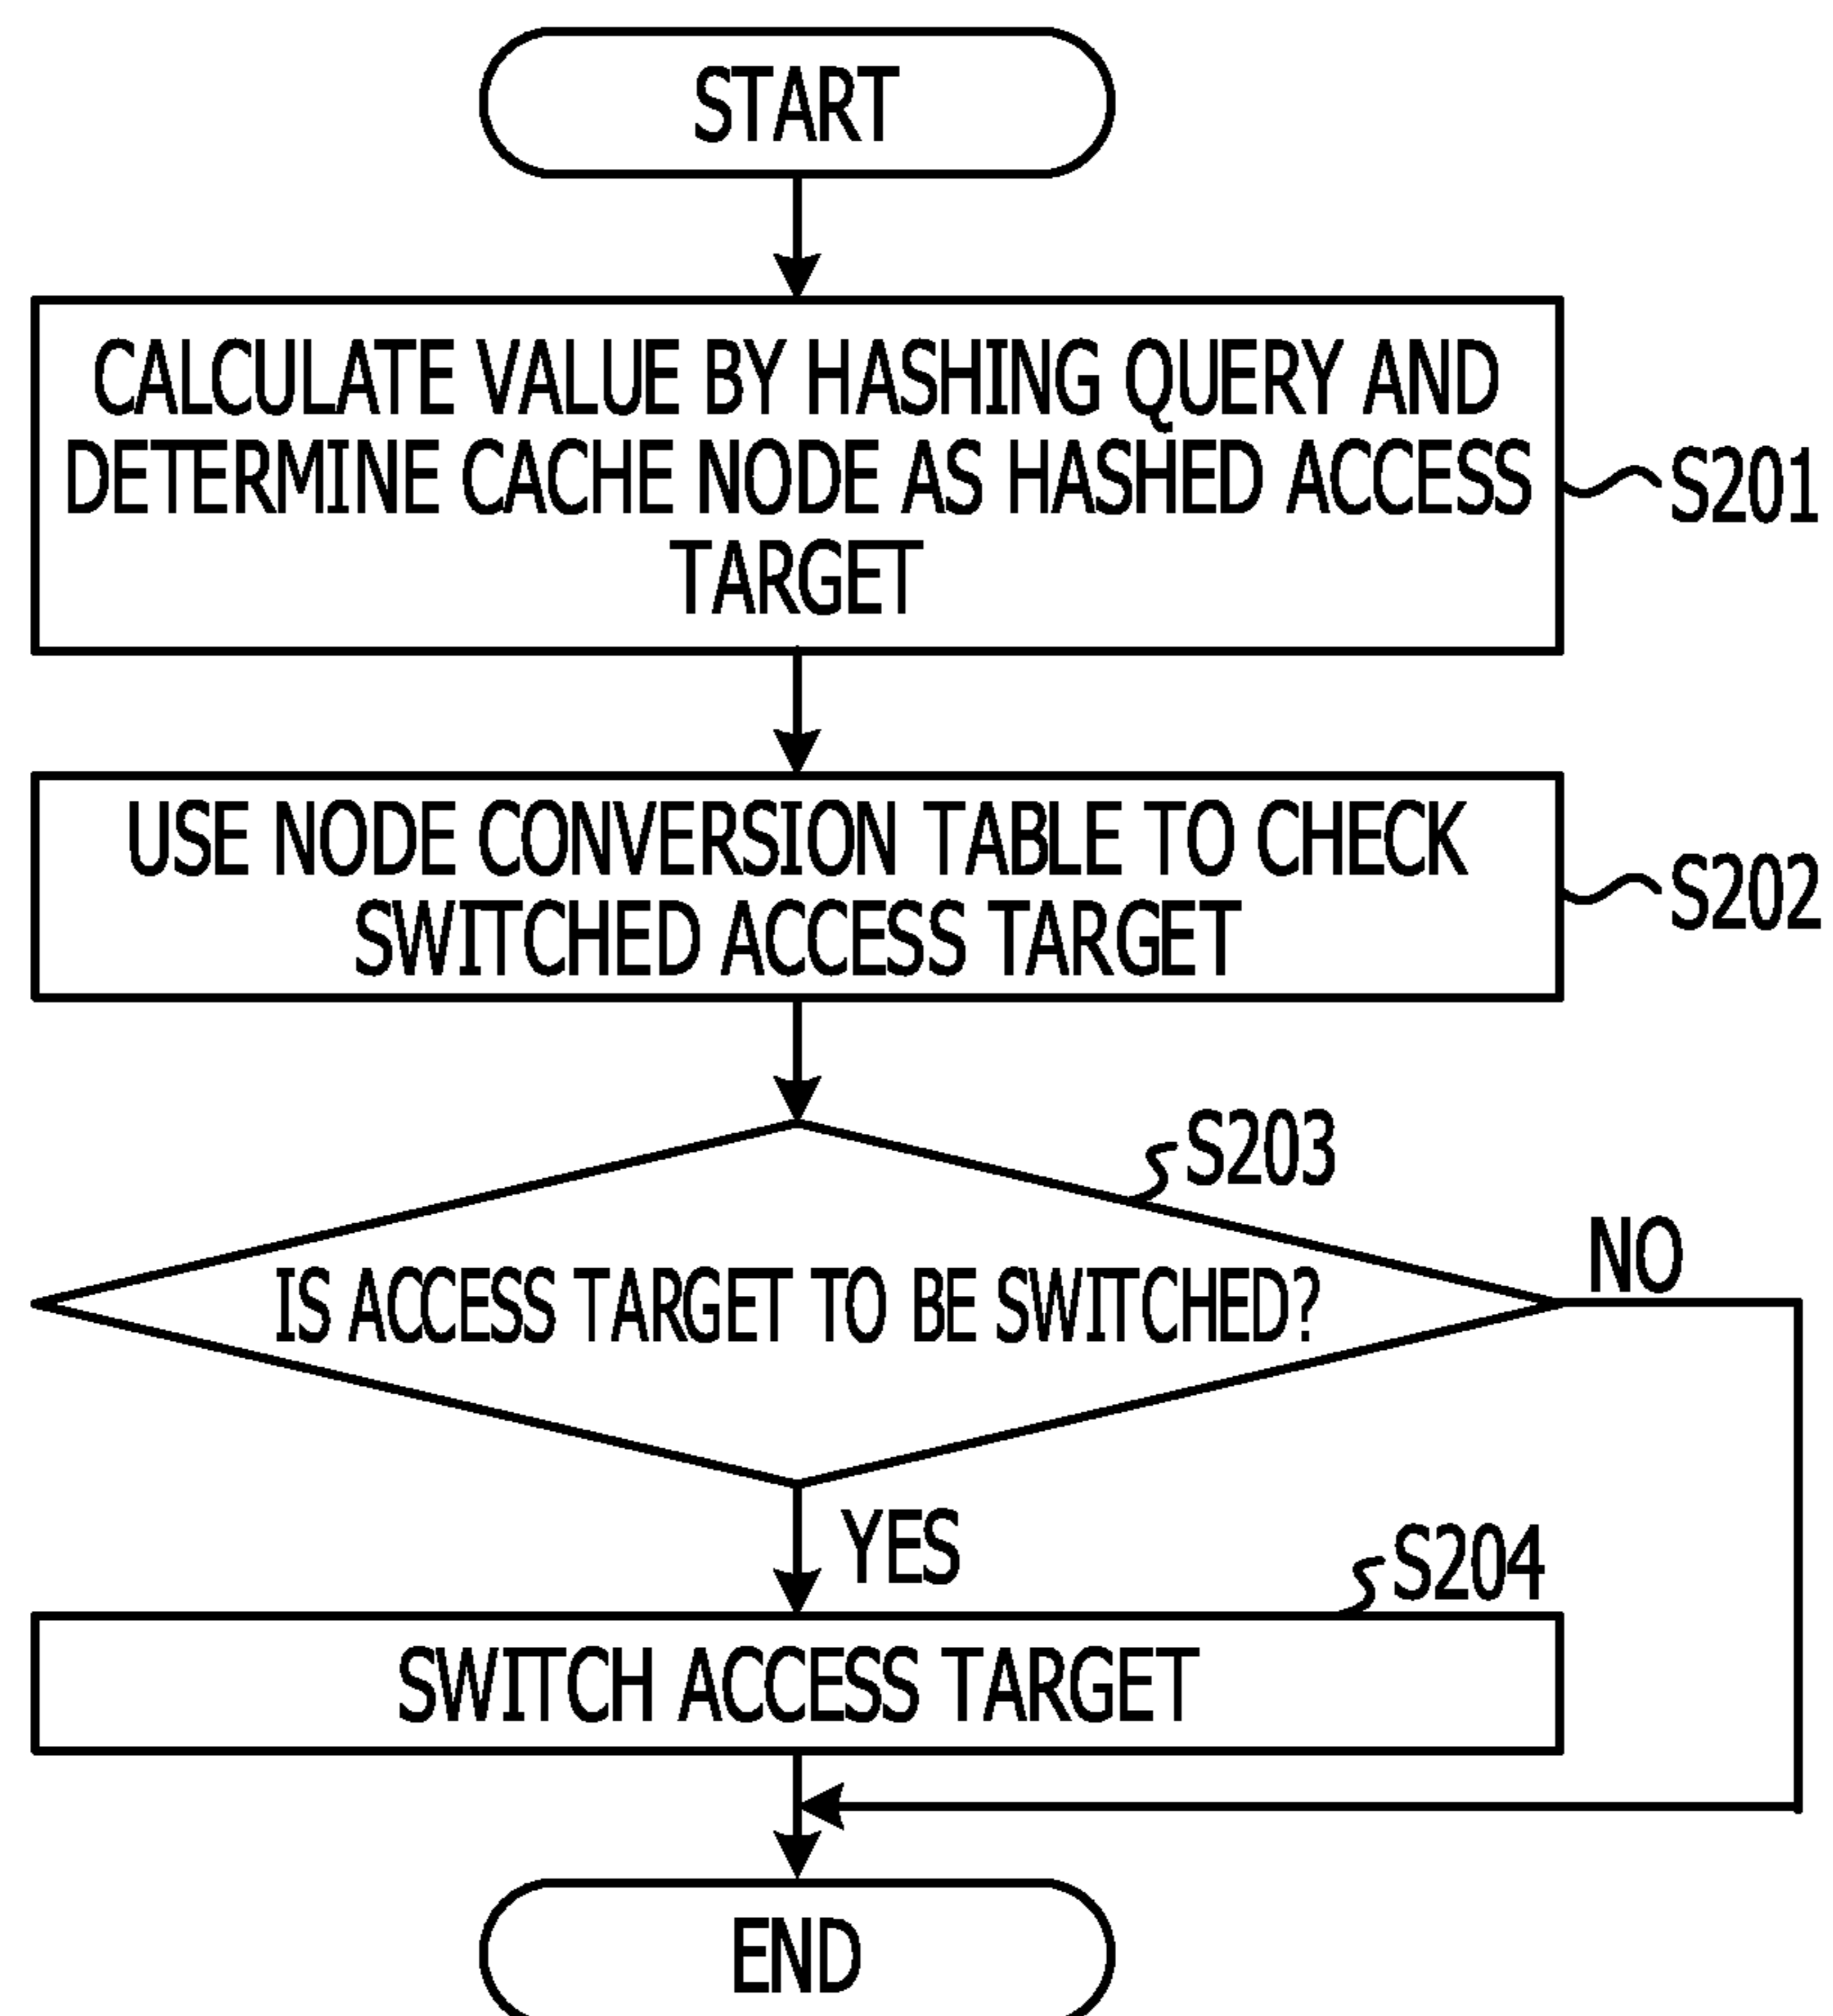 START
CALCULATE VALUE BY HASHING QUERY AND
DETERMINE CACHE NODE AS HASHED ACCESS
TARGET
S201
USE NODE CONVERSION TABLE TO CHECK
SWITCHED ACCESS TARGET
S202
S203
IS ACCESS TARGET TO BE SWITCHED?
NO
YES
S204
SWITCH ACCESS TARGET
END